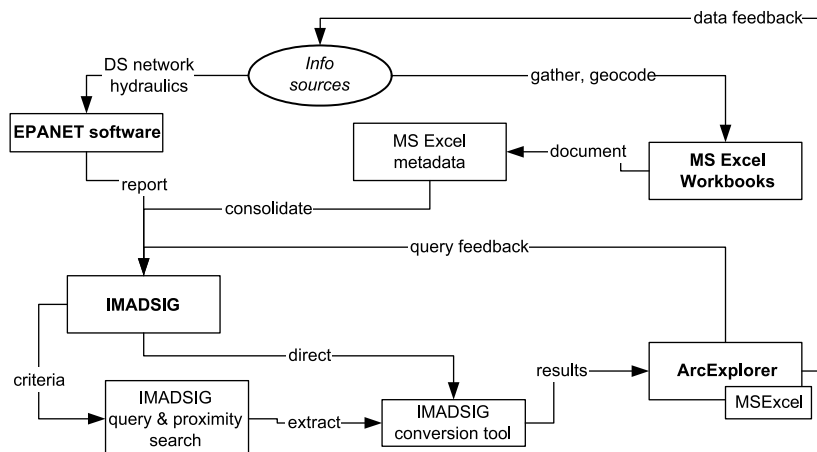 data feedback
Info
sources
DS network
hydraulics
gather, geocode
EPANET software
MS Excel
metadata
document
MS Excel
Workbooks
report
consolidate
query feedback
IMADSIG
direct
criteria
results
ArcExplorer
MSExcel
IMADSIG
query & proximity
search
extract
IMADSIG
conversion tool